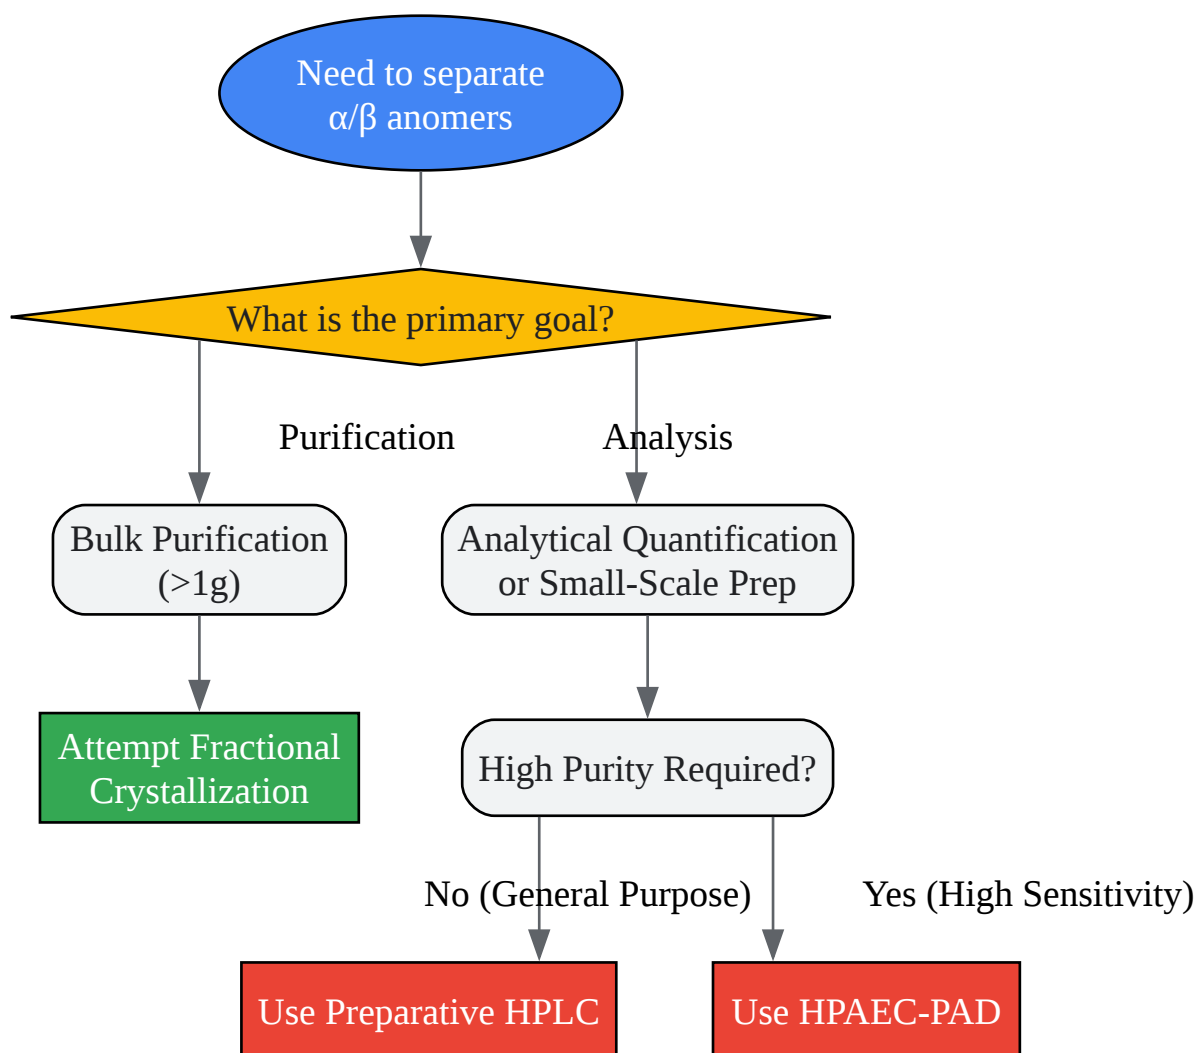 Need to separate
α/β anomers
What is the primary goal?
Purification
Analysis
Bulk Purification
(>1g)
Analytical Quantification
or Small-Scale Prep
Attempt Fractional
Crystallization
High Purity Required?
No (General Purpose)
Yes (High Sensitivity)
Use Preparative HPLC
Use HPAEC-PAD